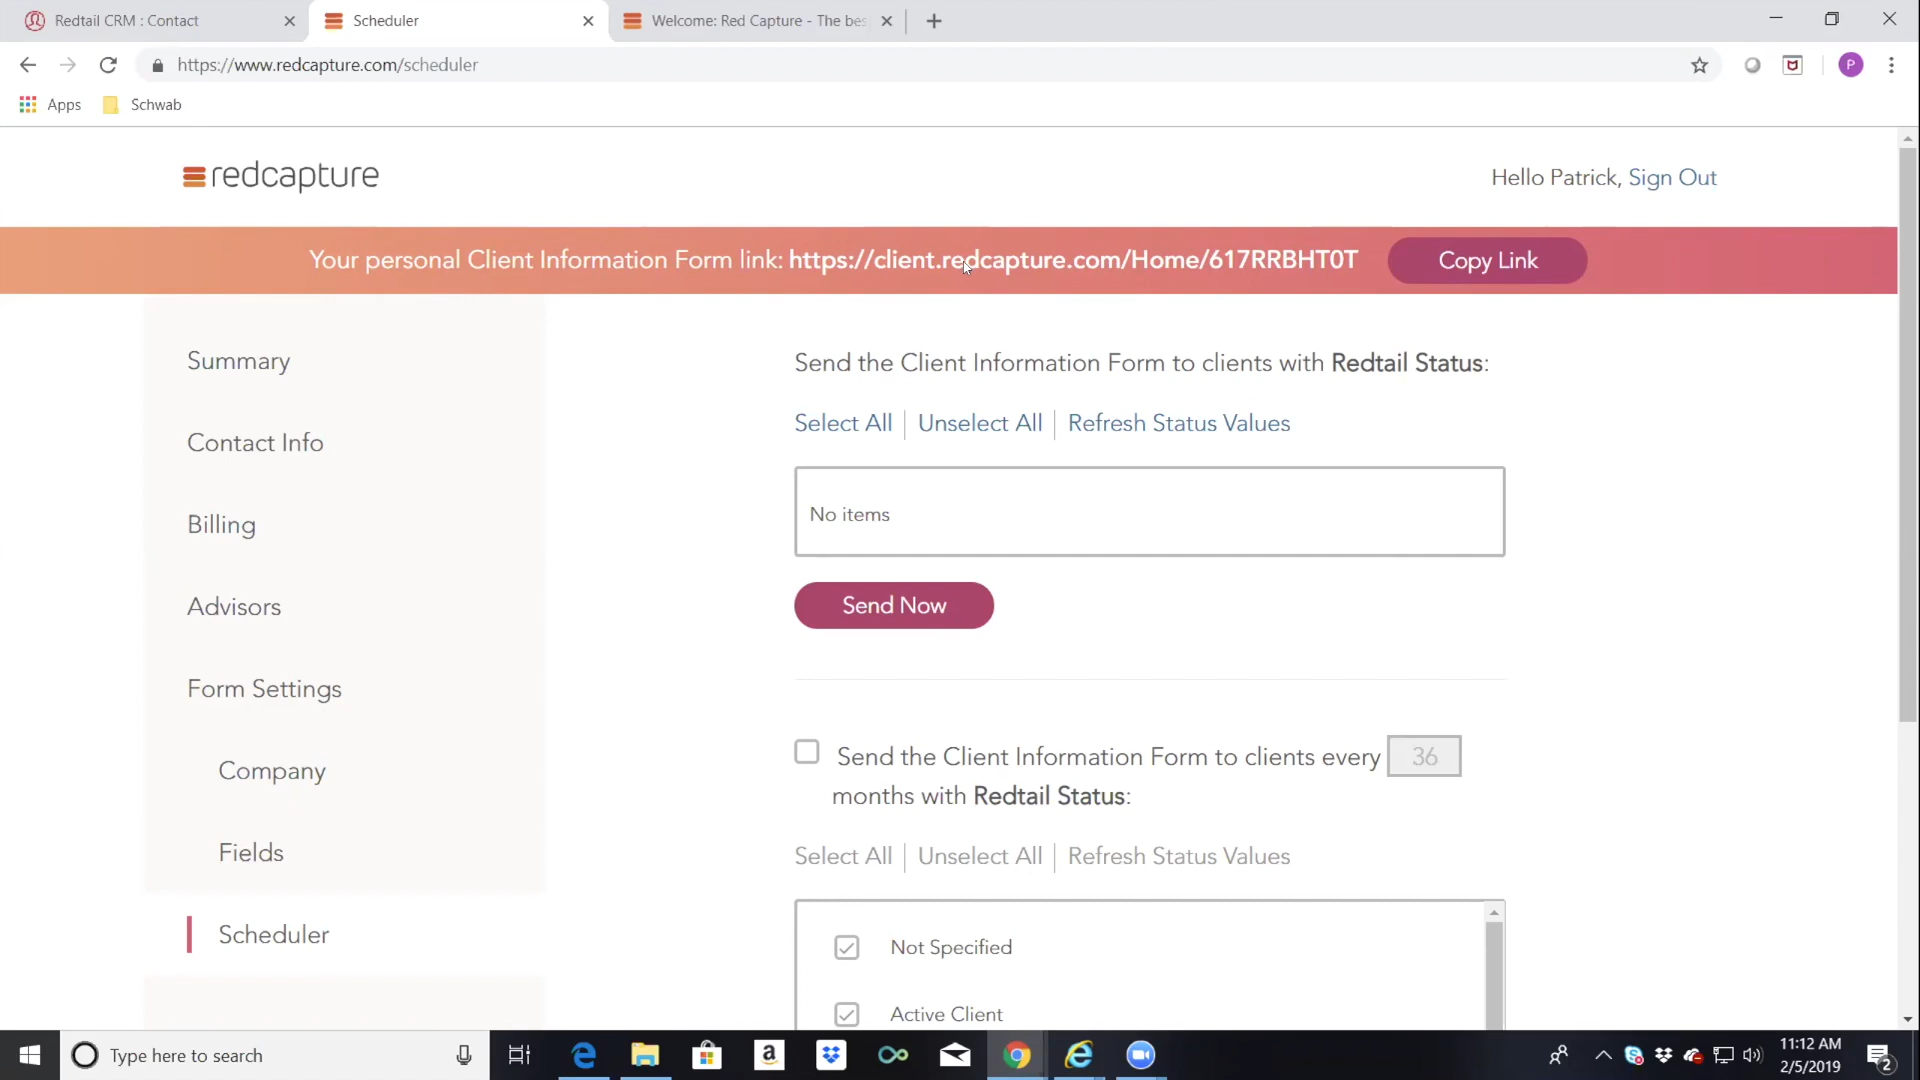 Redtail CRM : Contact
Scheduler
Welcome: Red Capture - The bes
https://www.redcapture.com/scheduler
P
Apps
Schwab
redcapture
Hello Patrick, Sign Out
Your personal Client Information Form link: https://client.redcapture.com/Home/617RRBHT0T
Copy Link
Summary
Contact Info
Billing
Advisors
Form Settings
Company
Fields
Scheduler
Send the Client Information Form to clients with Redtail Status:
Select All | Unselect All | Refresh Status Values
No items
Send Now
Send the Client Information Form to clients every 36
months with Redtail Status:
Select All | Unselect All | Refresh Status Values
Not Specified
Active Client
Type here to search
11:12 AM
2/5/2019
2